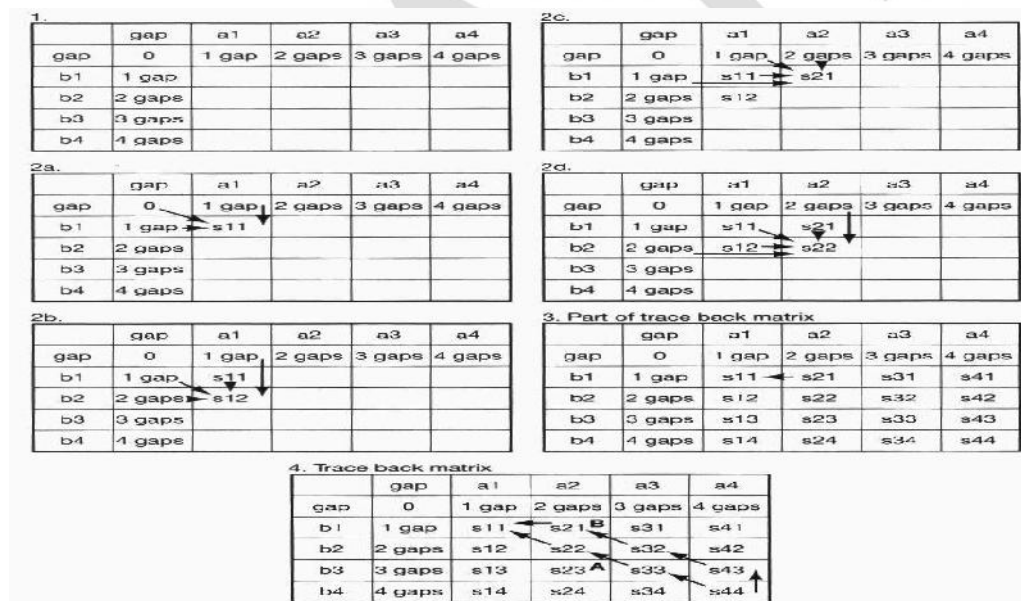 1.
gap a1 a2 a3 a4
gap 0 1 gap 2 gaps 3 gaps 4 gaps
b1 1 gap
b2 2 gaps
b3 3 gaps
b4 4 gaps
2a.
gap a1 a2 a3 a4
gap 0 1 gap 2 gaps 3 gaps 4 gaps
b1 1 gap s11
b2 2 gaps
b3 3 gaps
b4 4 gaps
2b.
gap a1 a2 a3 a4
gap 0 1 gap 2 gaps 3 gaps 4 gaps
b1 1 gap s11
b2 2 gaps s12
b3 3 gaps
b4 4 gaps
2c.
gap a1 a2 a3 a4
gap 0 1 gap 2 gaps 3 gaps 4 gaps
b1 1 gap s11 s21
b2 2 gaps s12
b3 3 gaps
b4 4 gaps
2d.
gap a1 a2 a3 a4
gap 0 1 gap 2 gaps 3 gaps 4 gaps
b1 1 gap s11 s21
b2 2 gaps s12 s22
b3 3 gaps
b4 4 gaps
3. Part of trace back matrix
gap a1 a2 a3 a4
gap 0 1 gap 2 gaps 3 gaps 4 gaps
b1 1 gap s11 s21 s31 s41
b2 2 gaps s12 s22 s32 s42
b3 3 gaps s13 s23 s33 s43
b4 4 gaps s14 s24 s34 s44
4. Trace back matrix
gap a1 a2 a3 a4
gap 0 1 gap 2 gaps 3 gaps 4 gaps
b1 1 gap s11 s21 B s31 s41
b2 2 gaps s12 s22 s32 s42
b3 3 gaps s13 s23 A s33 s43
b4 4 gaps s14 s24 s34 s44